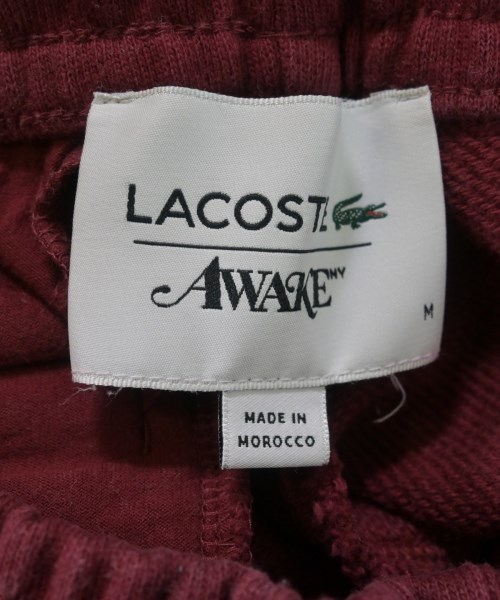 LACOSTE
AWAKE NY
M
MADE IN
MOROCCO